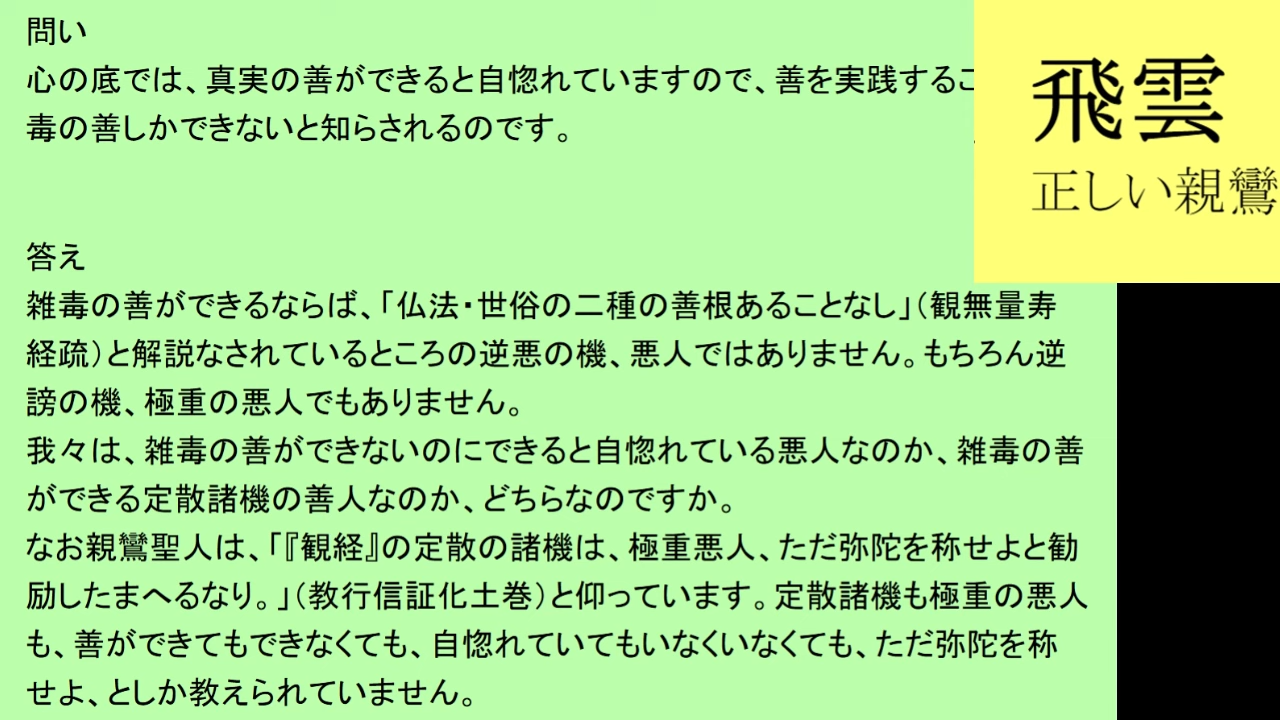 問い
心の底では、真実の善ができると自惚れていますので、善を実践するこ
毒の善しかできないと知らされるのです。
飛雲
正しい親鸞
答え
雑毒の善ができるならば、「仏法・世俗の二種の善根あることなし」（観無量寿
経疏）と解説なされているところの逆悪の機、悪人ではありません。もちろん逆
謗の機、極重の悪人でもありません。
我々は、雑毒の善ができないのにできると自惚れている悪人なのか、雑毒の善
ができる定散諸機の善人なのか、どちらなのですか。
なお親鸞聖人は、「『観経』の定散の諸機は、極重悪人、ただ弥陀を称せよと勧
励したまへるなり。」（教行信証化土巻）と仰っています。定散諸機も極重の悪人
も、善ができてもできなくても、自惚れていてもいなくいなくても、ただ弥陀を称
せよ、としか教えられていません。